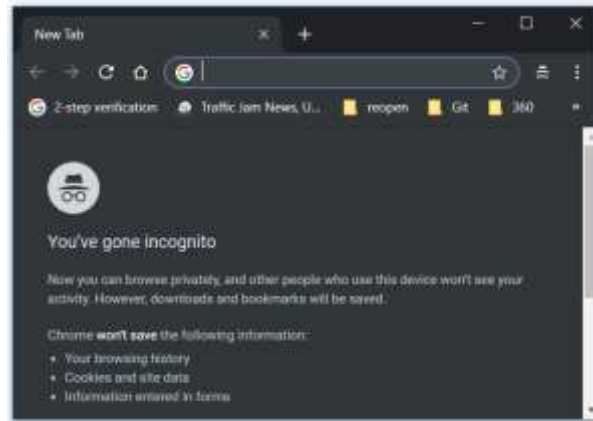 New Tab
2-step verification Traffic Jam News, U... reopen Git 360
You've gone incognito
Now you can browse privately, and other people who use this device won't see your
activity. However, downloads and bookmarks will be saved.
Chrome won't save the following information:
• Your browsing history
• Cookies and site data
• Information entered in forms